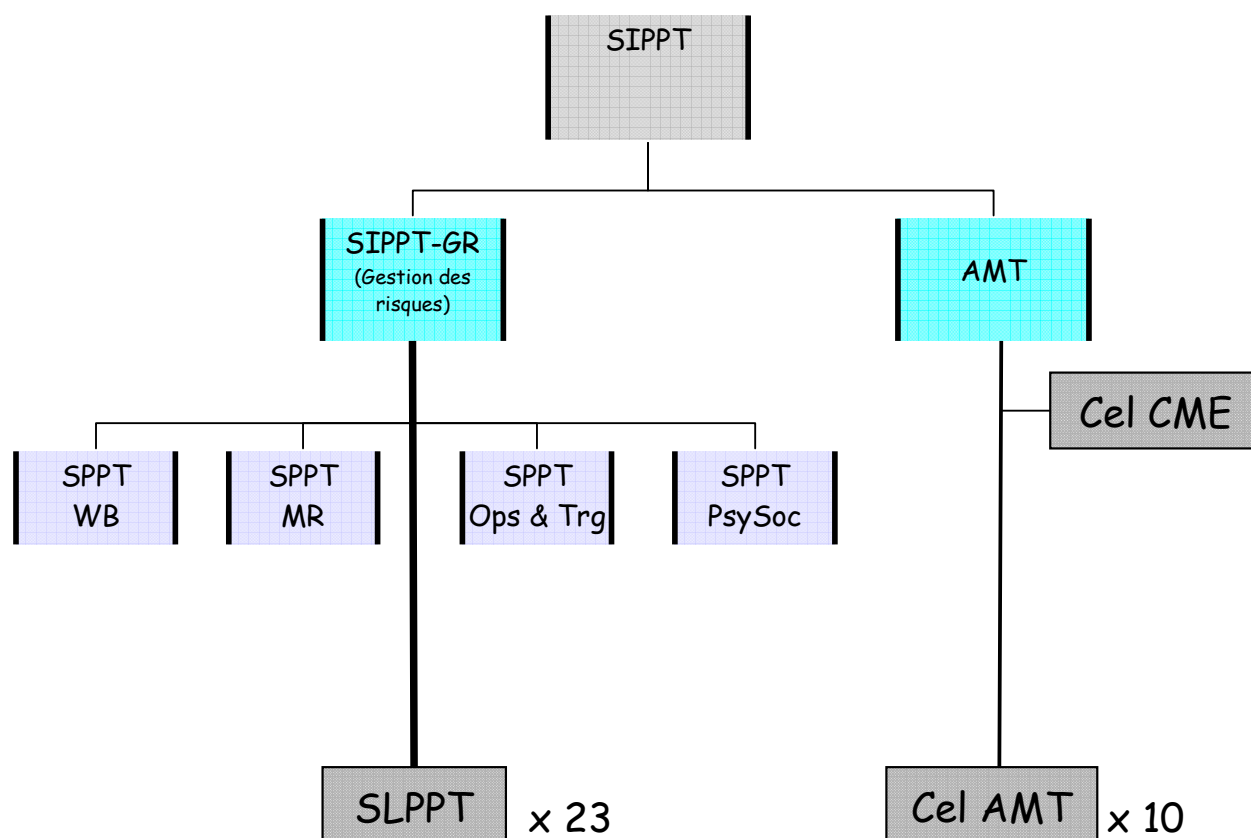 SIPPT
SIPPT-GR
(Gestion des
risques)
AMT
Cel CME
SPPT
WB
SPPT
MR
SPPT
Ops & Trg
SPPT
PsySoc
SLPPT
x 23
Cel AMT
x 10